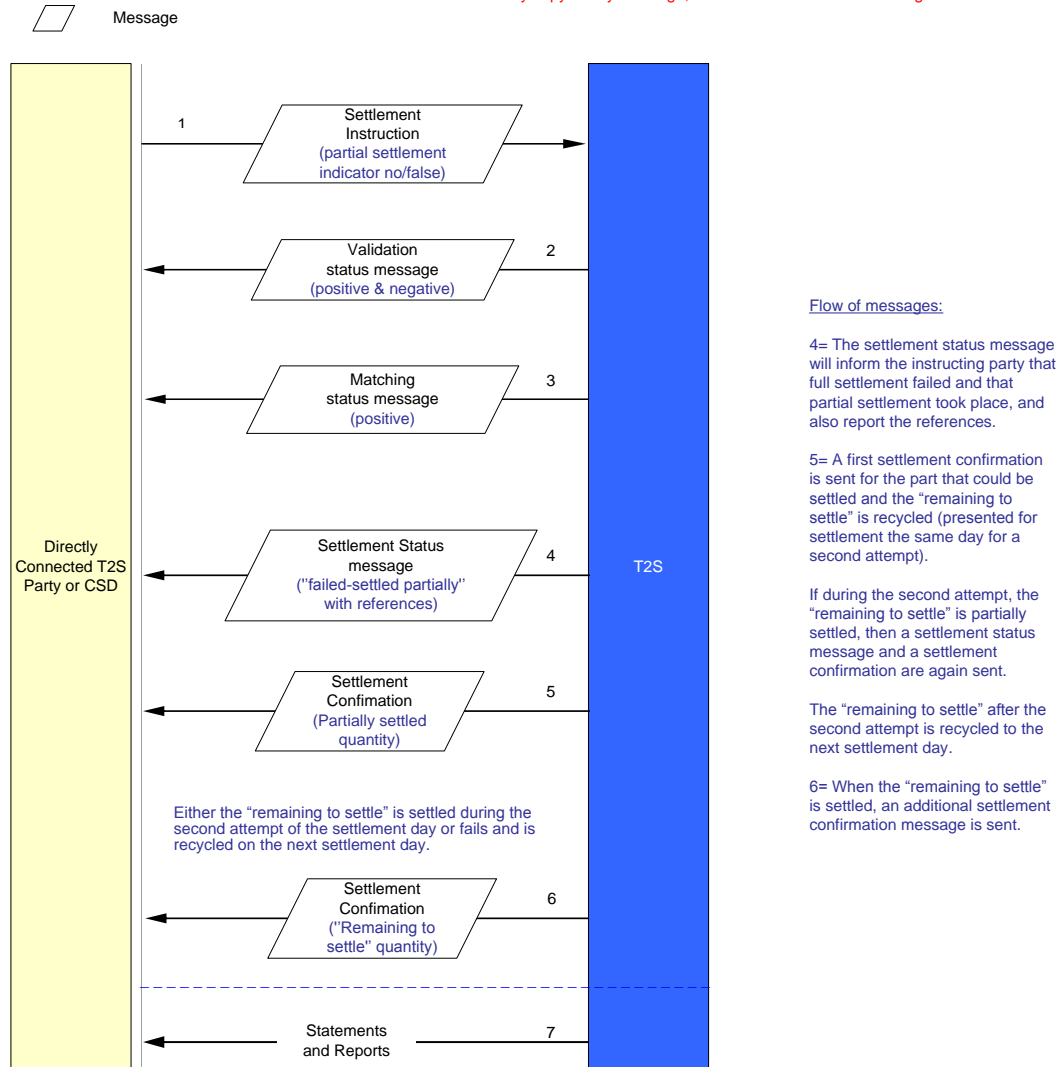 Message
1
Settlement
Instruction
(partial settlement
indicator no/false)
Validation
status message
(positive & negative)
2
Matching
status message
(positive)
3
Directly
Connected T2S
Party or CSD
Settlement Status
message
("failed-settled partially"
with references)
4
T2S
Settlement
Confimation
(Partially settled
quantity)
5
Either the “remaining to settle” is settled during the
second attempt of the settlement day or fails and is
recycled on the next settlement day.
Settlement
Confimation
("Remaining to
settle" quantity)
6
Statements
and Reports
7
Flow of messages:
4= The settlement status message
will inform the instructing party that
full settlement failed and that
partial settlement took place, and
also report the references.
5= A first settlement confirmation
is sent for the part that could be
settled and the “remaining to
settle” is recycled (presented for
settlement the same day for a
second attempt).
If during the second attempt, the
“remaining to settle” is partially
settled, then a settlement status
message and a settlement
confirmation are again sent.
The “remaining to settle” after the
second attempt is recycled to the
next settlement day.
6= When the “remaining to settle”
is settled, an additional settlement
confirmation message is sent.